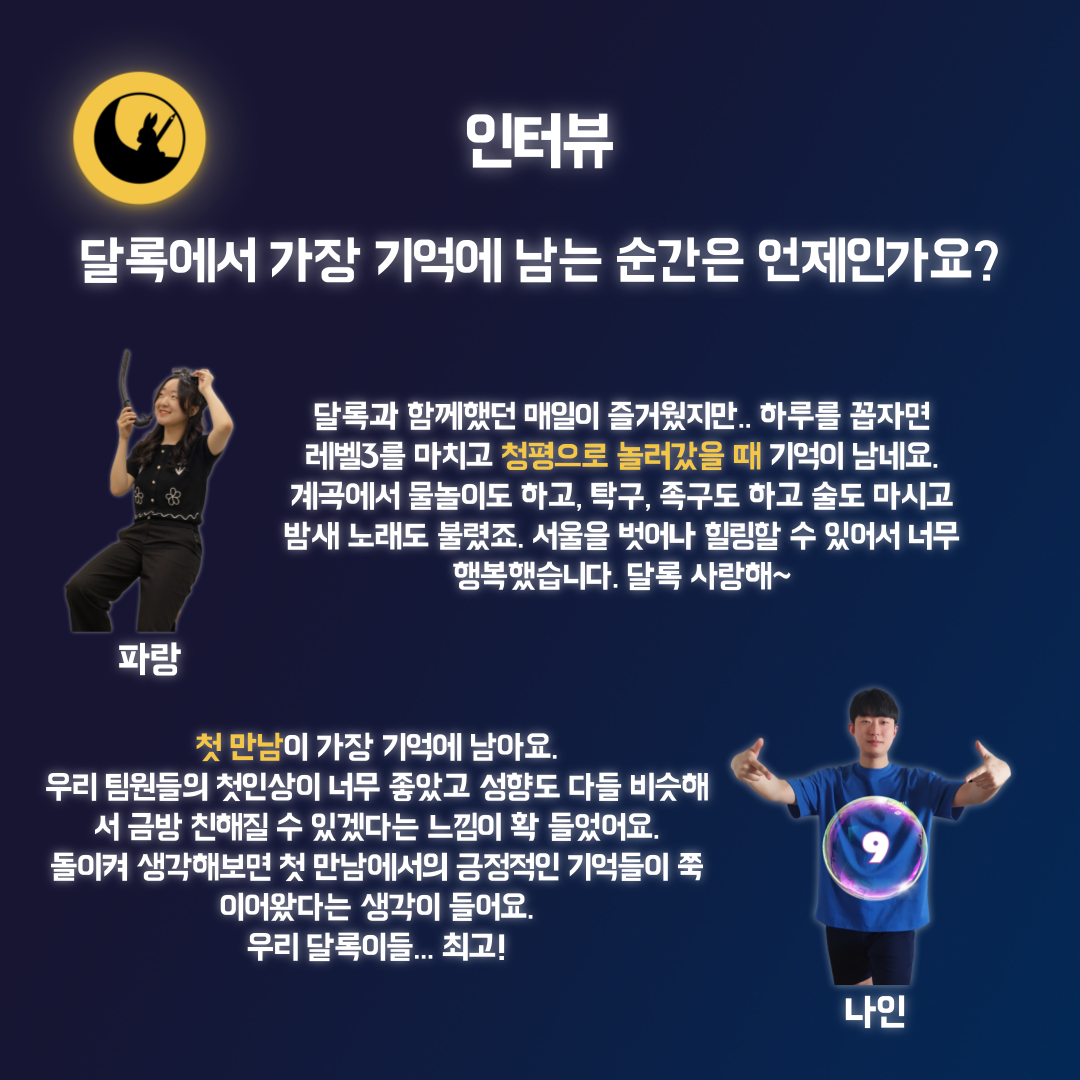 인터뷰
달록에서 가장 기억에 남는 순간은 언제인가요?
달록과 함께했던 매일이 즐거웠지만.. 하루를 꼽자면
레벨3를 마치고 청평으로 놀러갔을 때 기억이 남네요.
계곡에서 물놀이도 하고, 탁구, 족구도 하고 술도 마시고
밤새 노래도 불렀죠. 서울을 벗어나 힐링할 수 있어서 너무
행복했습니다. 달록 사랑해~
파랑
첫 만남이 가장 기억에 남아요.
우리 팀원들의 첫인상이 너무 좋았고 성향도 다들 비슷해
서 금방 친해질 수 있겠다는 느낌이 확 들었어요.
돌이켜 생각해보면 첫 만남에서의 긍정적인 기억들이 쭉
이어왔다는 생각이 들어요.
우리 달록이들... 최고!
9
나인